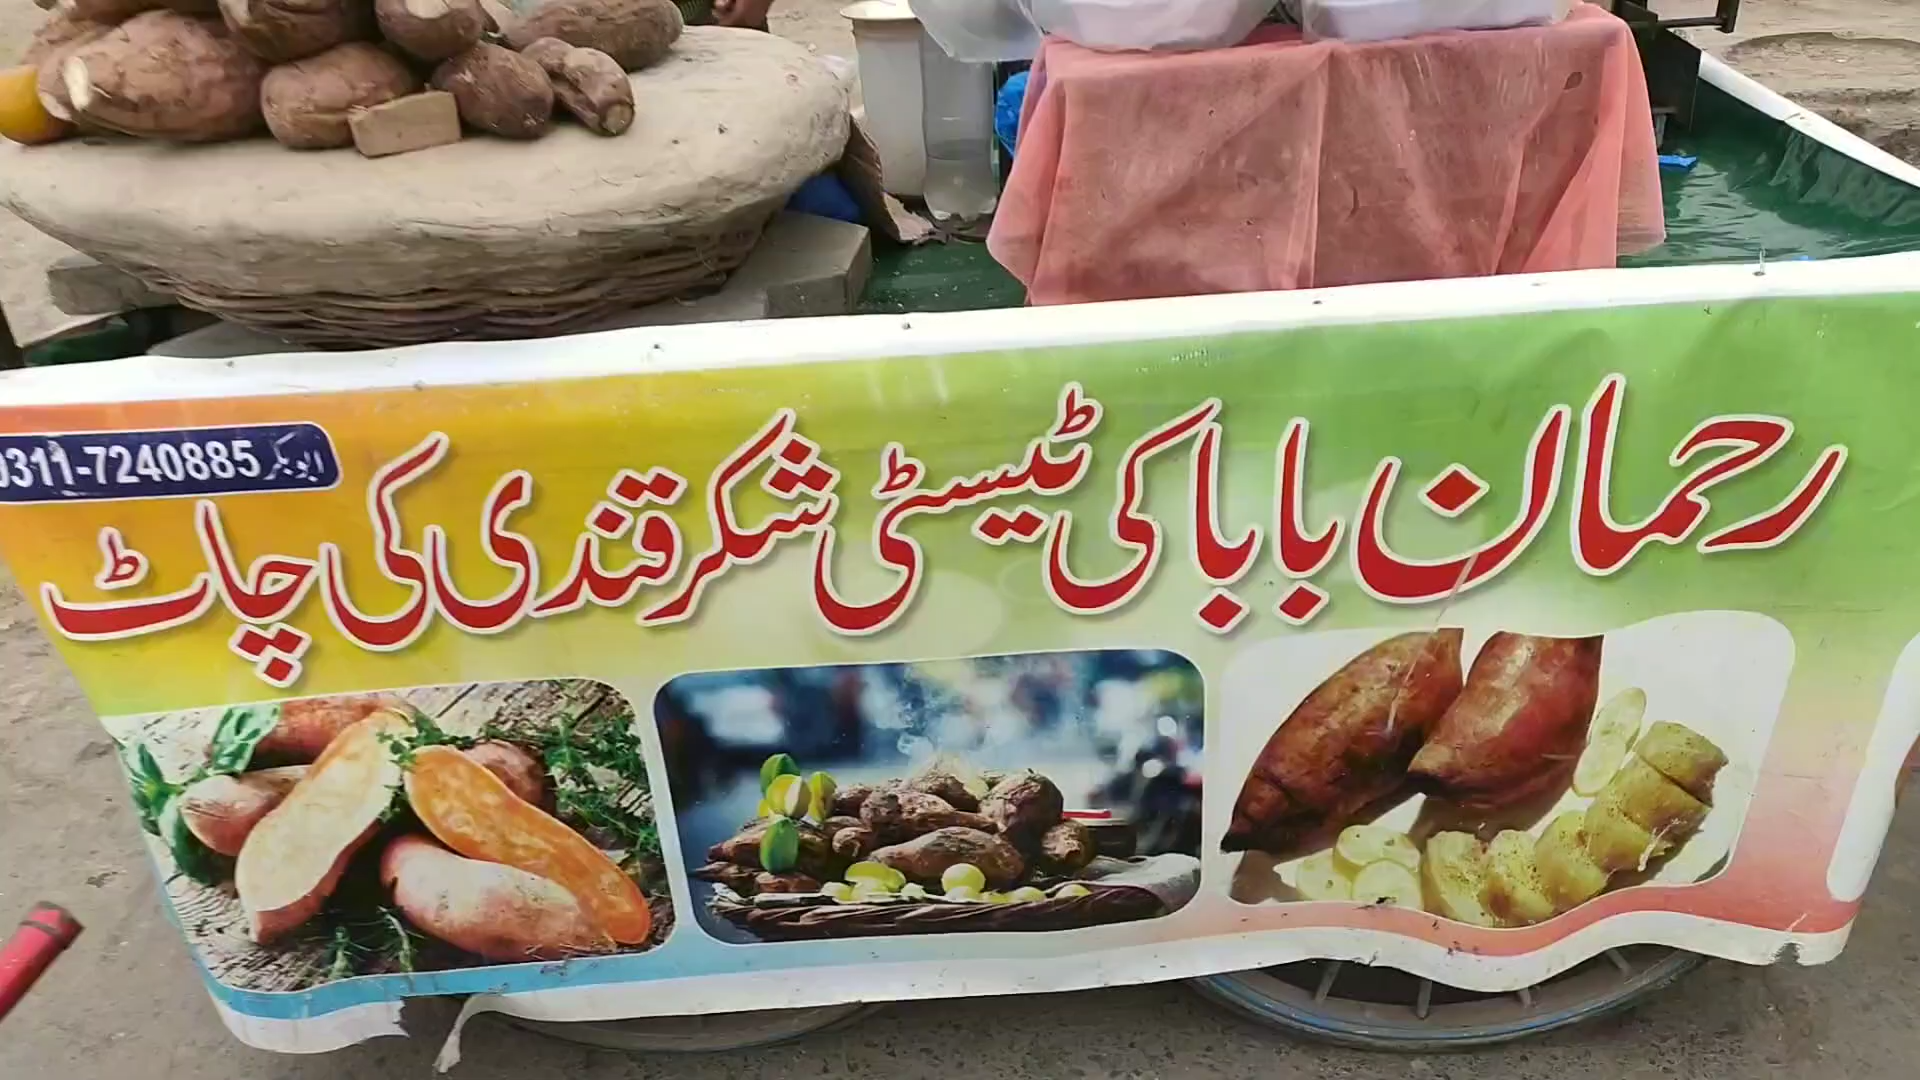 رحمان بابا کی ٹیسٹی شکرقندی کی چاٹ
ابوبکر 0311-7240885